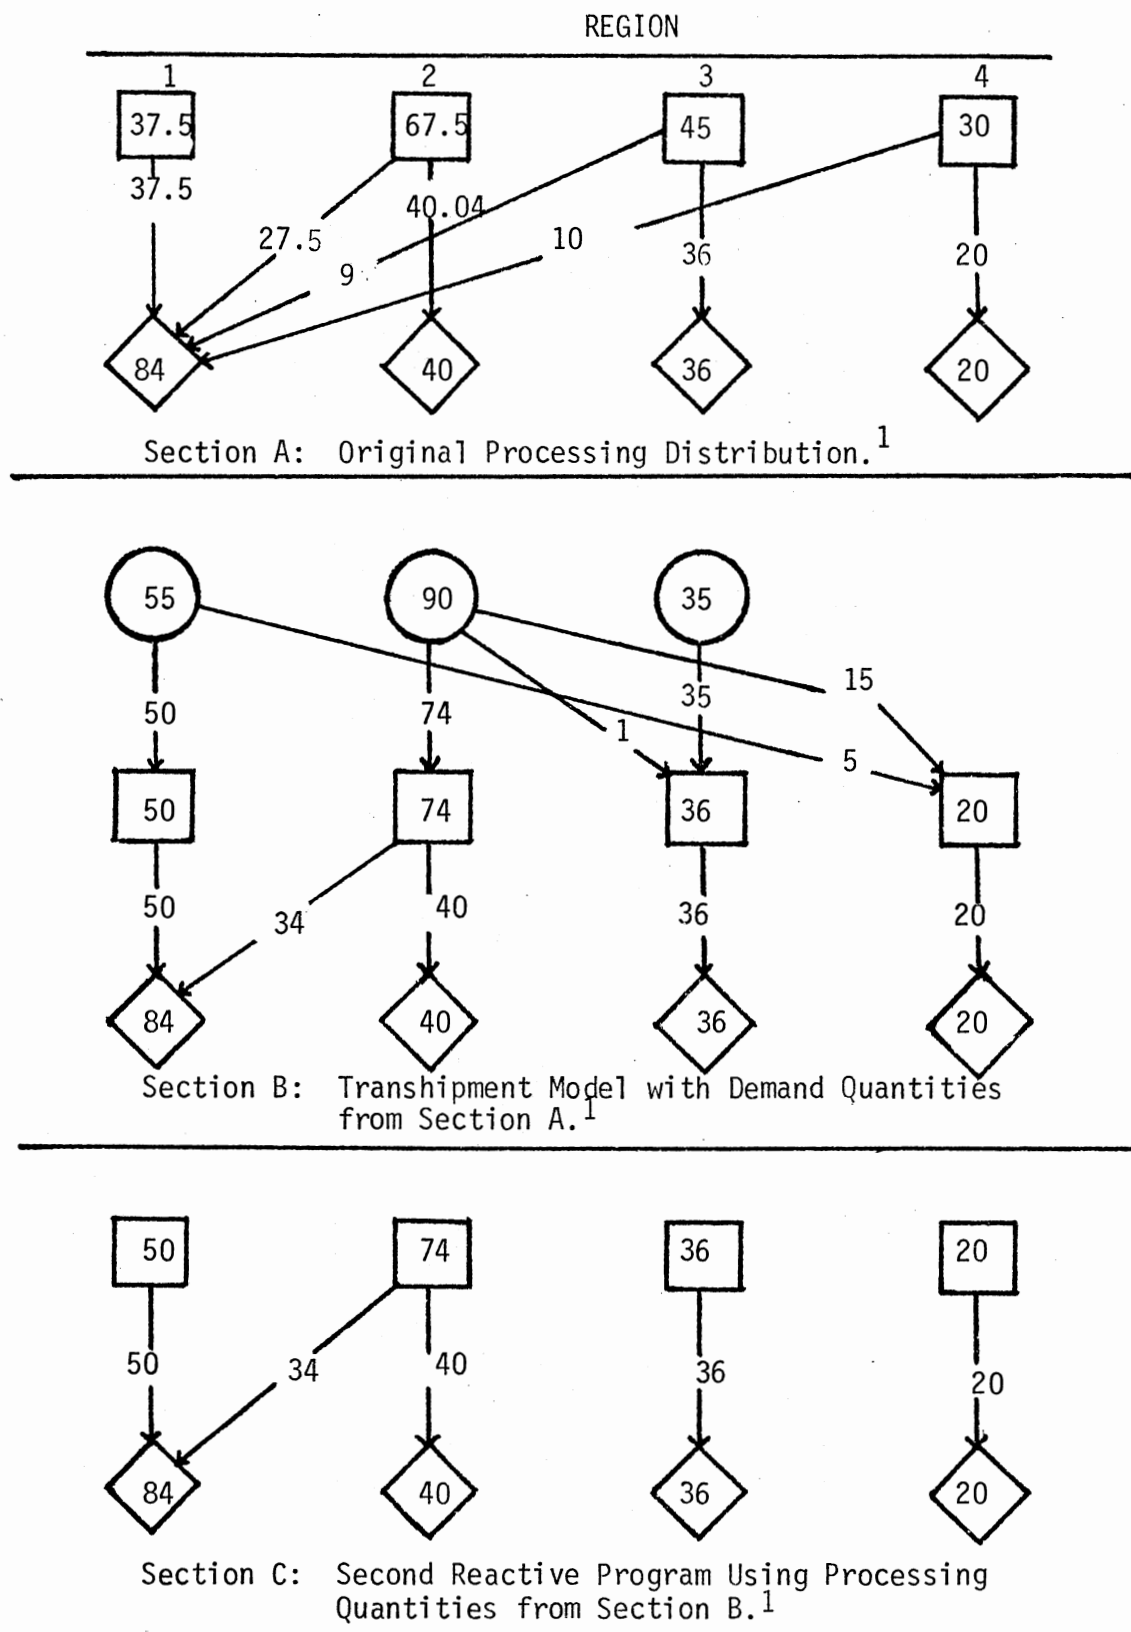 REGION
1 2 3 4
37.5 67.5 45 30
37.5
40.04
27.5 10 36 20
9
84 40 36 20
Section A: Original Processing Distribution.1
55 90 35
15
50 74 35
1
5
50 74 36 20
50 34 40 36 20
84 40 36 20
Section B: Transhipment Model with Demand Quantities
from Section A.1
50 74 36 20
50 34 40 36 20
84 40 36 20
Section C: Second Reactive Program Using Processing
Quantities from Section B.1